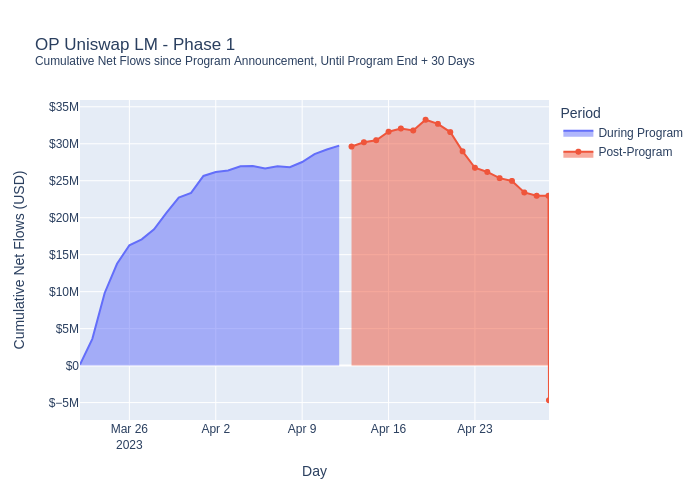 OP Uniswap LM - Phase 1
Cumulative Net Flows since Program Announcement, Until Program End + 30 Days
Period
During Program
Post-Program
Cumulative Net Flows (USD)
$35M
$30M
$25M
$20M
$15M
$10M
$5M
$0
$−5M
Mar 26
2023
Apr 2
Apr 9
Apr 16
Apr 23
Day